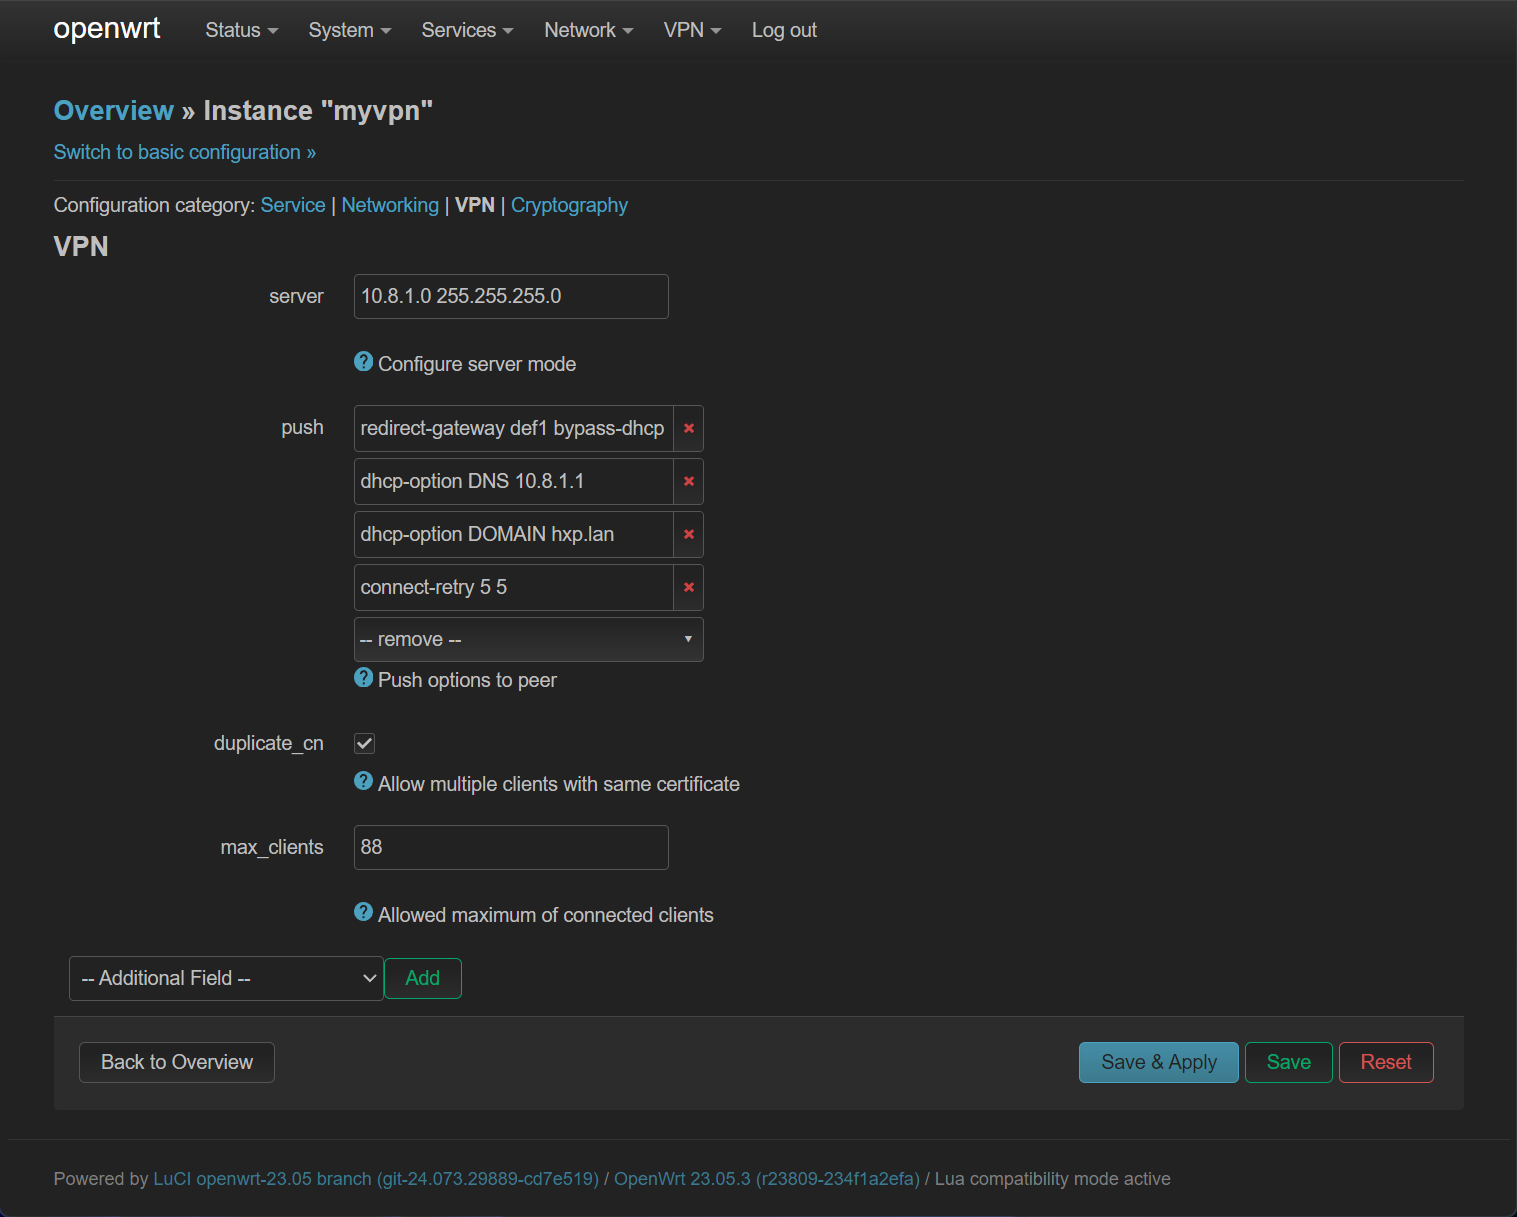 openwrt Status System Services Network VPN Log out
Overview » Instance "myvpn"
Switch to basic configuration »
Configuration category: Service | Networking | VPN | Cryptography
VPN
server 10.8.1.0 255.255.255.0
Configure server mode
push redirect-gateway def1 bypass-dhcp
dhcp-option DNS 10.8.1.1
dhcp-option DOMAIN hxp.lan
connect-retry 5 5
-- remove --
Push options to peer
duplicate_cn
Allow multiple clients with same certificate
max_clients 88
Allowed maximum of connected clients
-- Additional Field -- Add
Back to Overview Save & Apply Save Reset
Powered by LuCI openwrt-23.05 branch (git-24.073.29889-cd7e519) / OpenWrt 23.05.3 (r23809-234f1a2efa) / Lua compatibility mode active